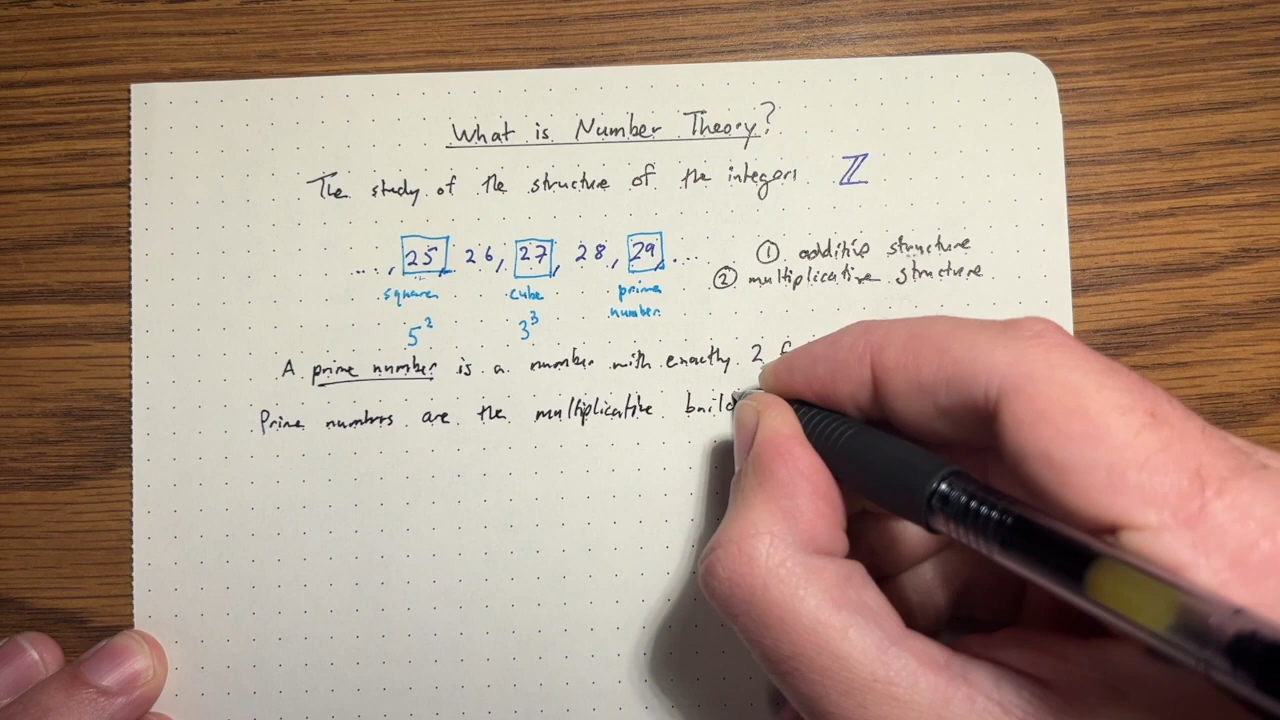 What is Number Theory?
The study of the structure of the integers ℤ
..., 25, 26, 27, 28, 29, ...
① additive structure
② multiplicative structure
square cube prime
number
5² 3³
A prime number is a number with exactly 2
Prime numbers are the multiplicative build